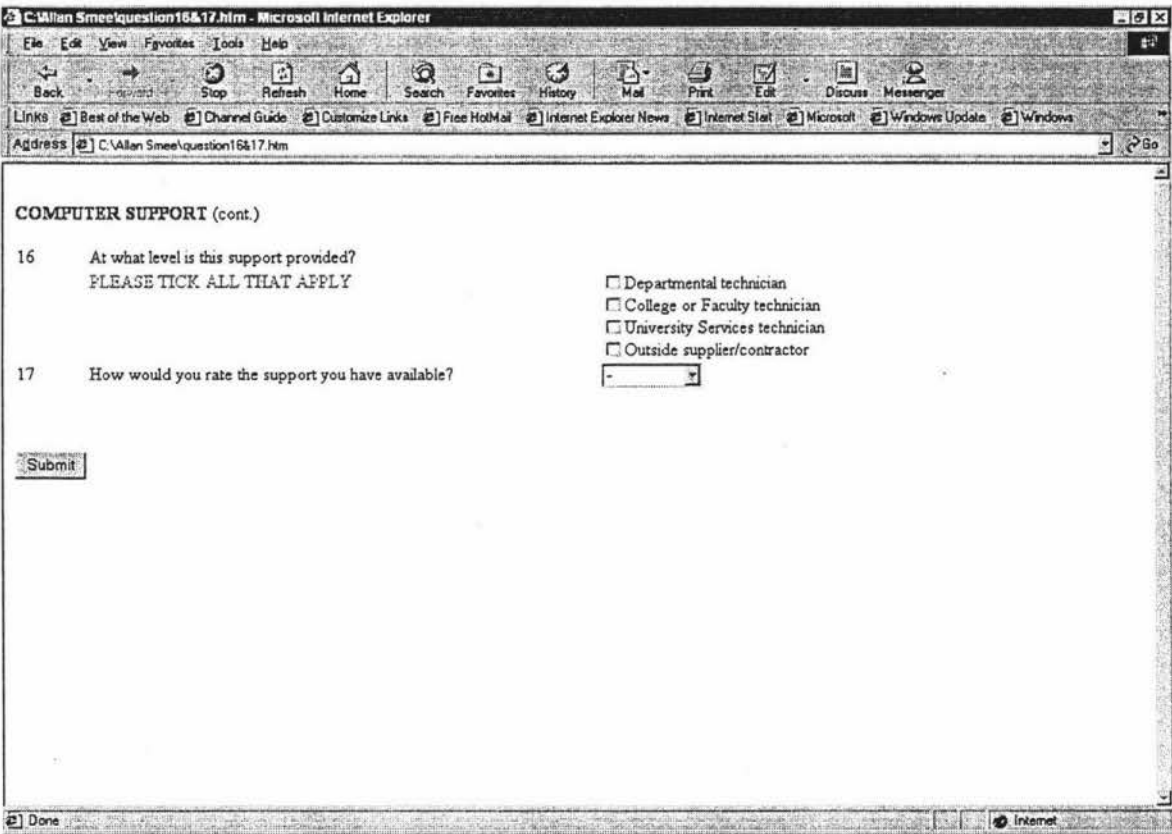 C:\Allan Smee\question16&17.htm - Microsoft Internet Explorer
File Edit View Favorites Tools Help
Back Forward Stop Refresh Home Search Favorites History Mail Print Edit Discuss Messenger
Links Best of the Web Channel Guide Customize Links Free HotMail Internet Explorer News Internet Start Microsoft Windows Update Windows
Address C:\Allan Smee\question16&17.htm Go
COMPUTER SUPPORT (cont.)
16 At what level is this support provided?
PLEASE TICK ALL THAT APPLY
Departmental technician
College or Faculty technician
University Services technician
Outside supplier/contractor
17 How would you rate the support you have available? -
Submit
Done Internet